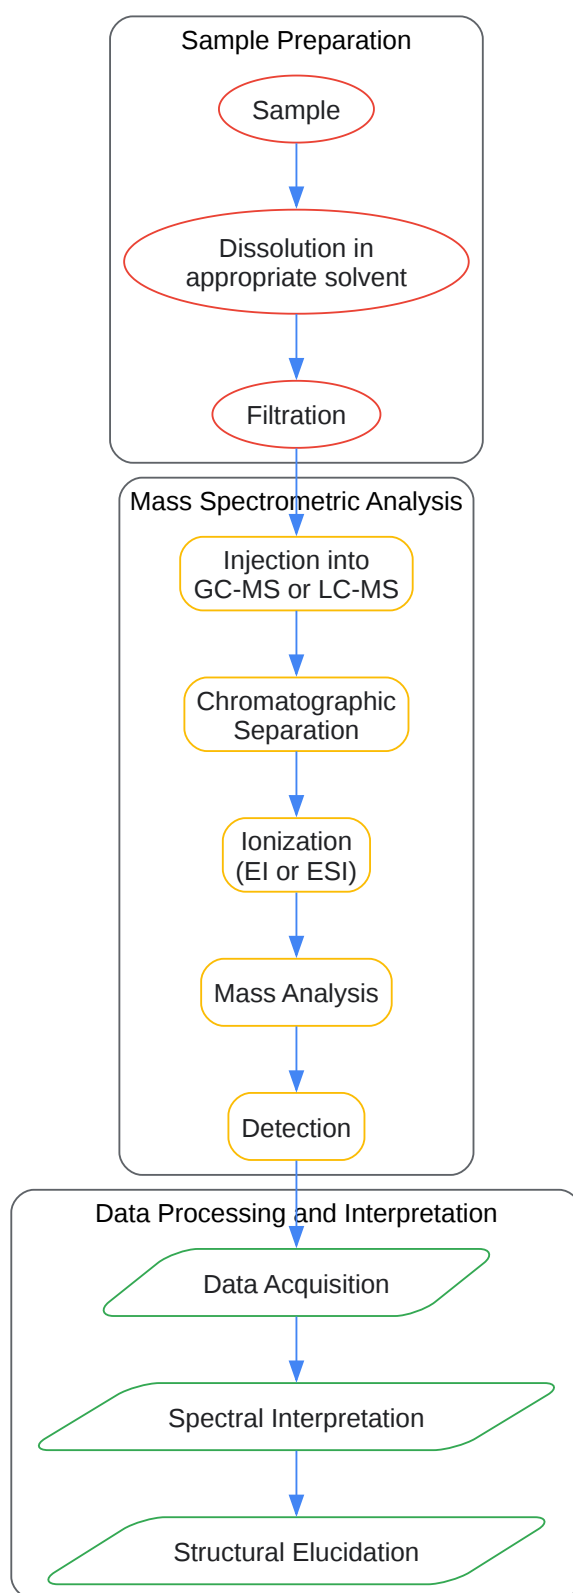 Sample Preparation
Sample
Dissolution in
appropriate solvent
Filtration
Mass Spectrometric Analysis
Injection into
GC-MS or LC-MS
Chromatographic
Separation
Ionization
(EI or ESI)
Mass Analysis
Detection
Data Processing and Interpretation
Data Acquisition
Spectral Interpretation
Structural Elucidation